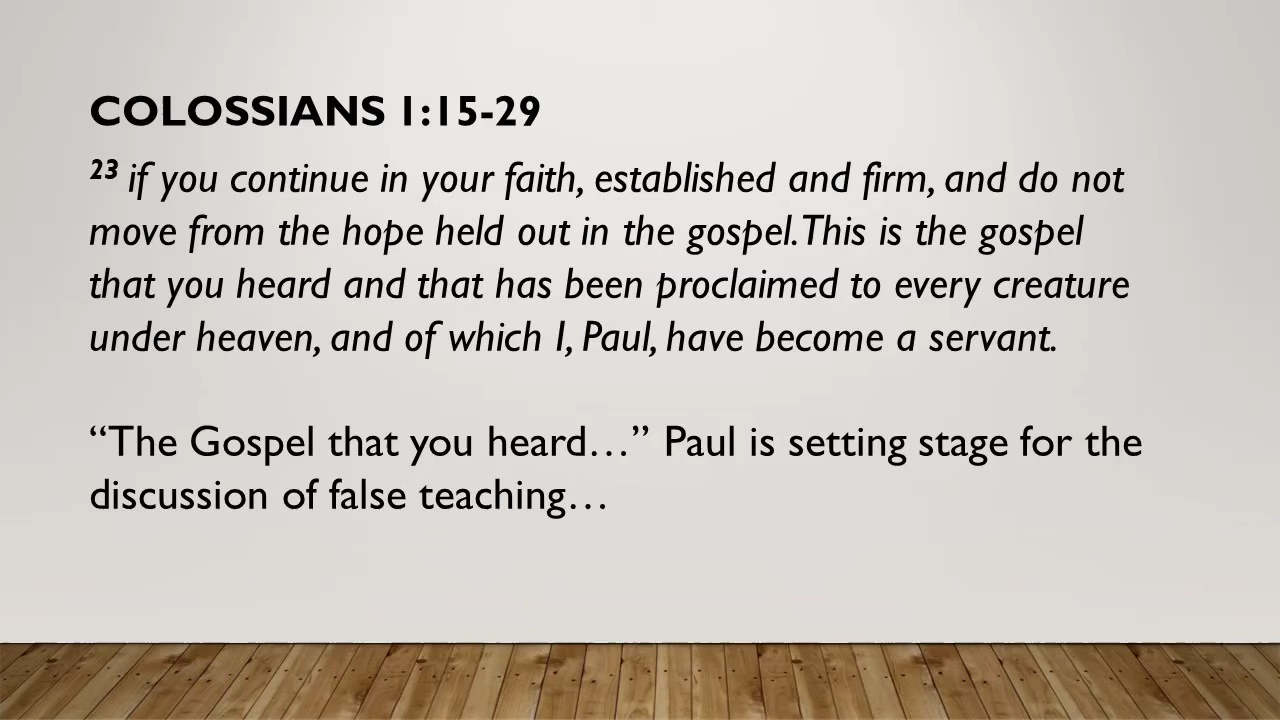 COLOSSIANS 1:15-29
23 if you continue in your faith, established and firm, and do not
move from the hope held out in the gospel. This is the gospel
that you heard and that has been proclaimed to every creature
under heaven, and of which I, Paul, have become a servant.
“The Gospel that you heard…” Paul is setting stage for the
discussion of false teaching…